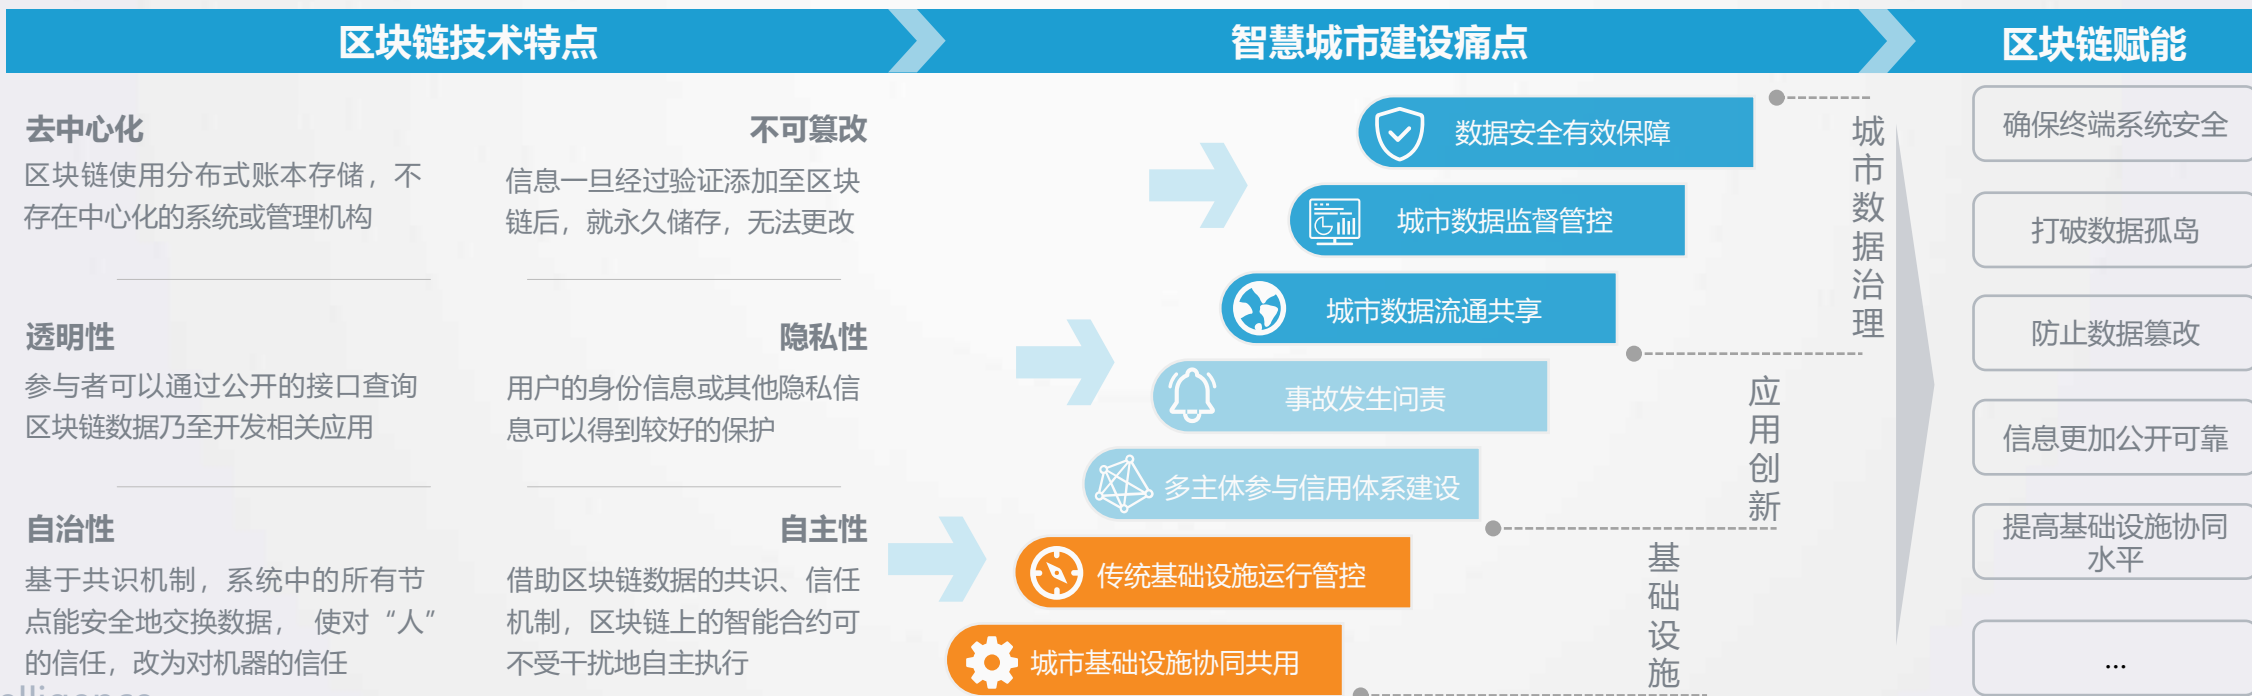 区块链技术特点
智慧城市建设痛点
区块链赋能
去中心化
区块链使用分布式账本存储，不
存在中心化的系统或管理机构
不可篡改
信息一旦经过验证添加至区块
链后，就永久储存，无法更改
透明性
参与者可以通过公开的接口查询
区块链数据乃至开发相关应用
隐私性
用户的身份信息或其他隐私信
息可以得到较好的保护
自治性
基于共识机制，系统中的所有节
点能安全地交换数据， 使对“人”
的信任，改为对机器的信任
自主性
借助区块链数据的共识、信任
机制，区块链上的智能合约可
不受干扰地自主执行
数据安全有效保障
城市数据监督管控
城市数据流通共享
事故发生问责
多主体参与信用体系建设
传统基础设施运行管控
城市基础设施协同共用
城市数据治理
应用创新
基础设施
确保终端系统安全
打破数据孤岛
防止数据篡改
信息更加公开可靠
提高基础设施协同
水平
...